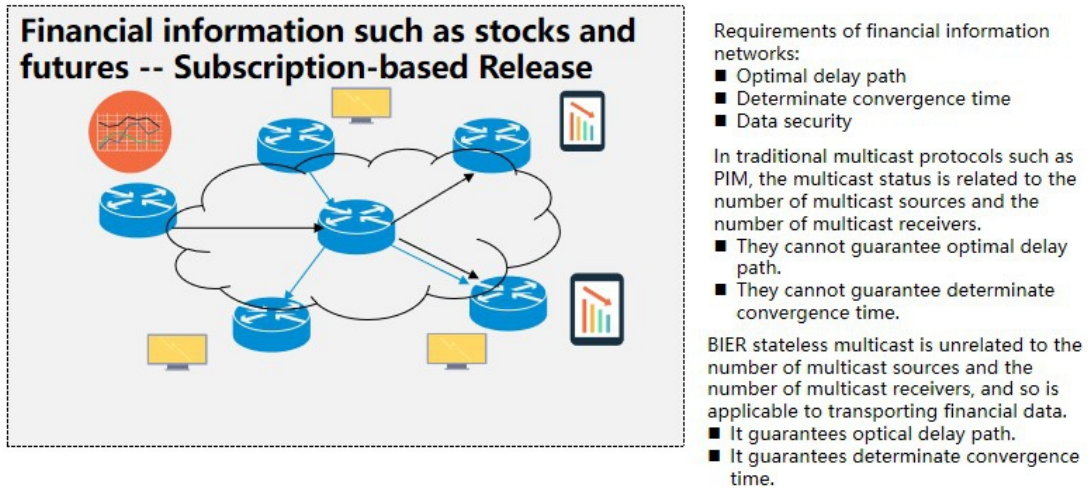 Financial information such as stocks and
futures -- Subscription-based Release
Requirements of financial information
networks:
■ Optimal delay path
■ Determinate convergence time
■ Data security
In traditional multicast protocols such as
PIM, the multicast status is related to the
number of multicast sources and the
number of multicast receivers.
■ They cannot guarantee optimal delay
path.
■ They cannot guarantee determinate
convergence time.
BIER stateless multicast is unrelated to the
number of multicast sources and the
number of multicast receivers, and so is
applicable to transporting financial data.
■ It guarantees optical delay path.
■ It guarantees determinate convergence
time.